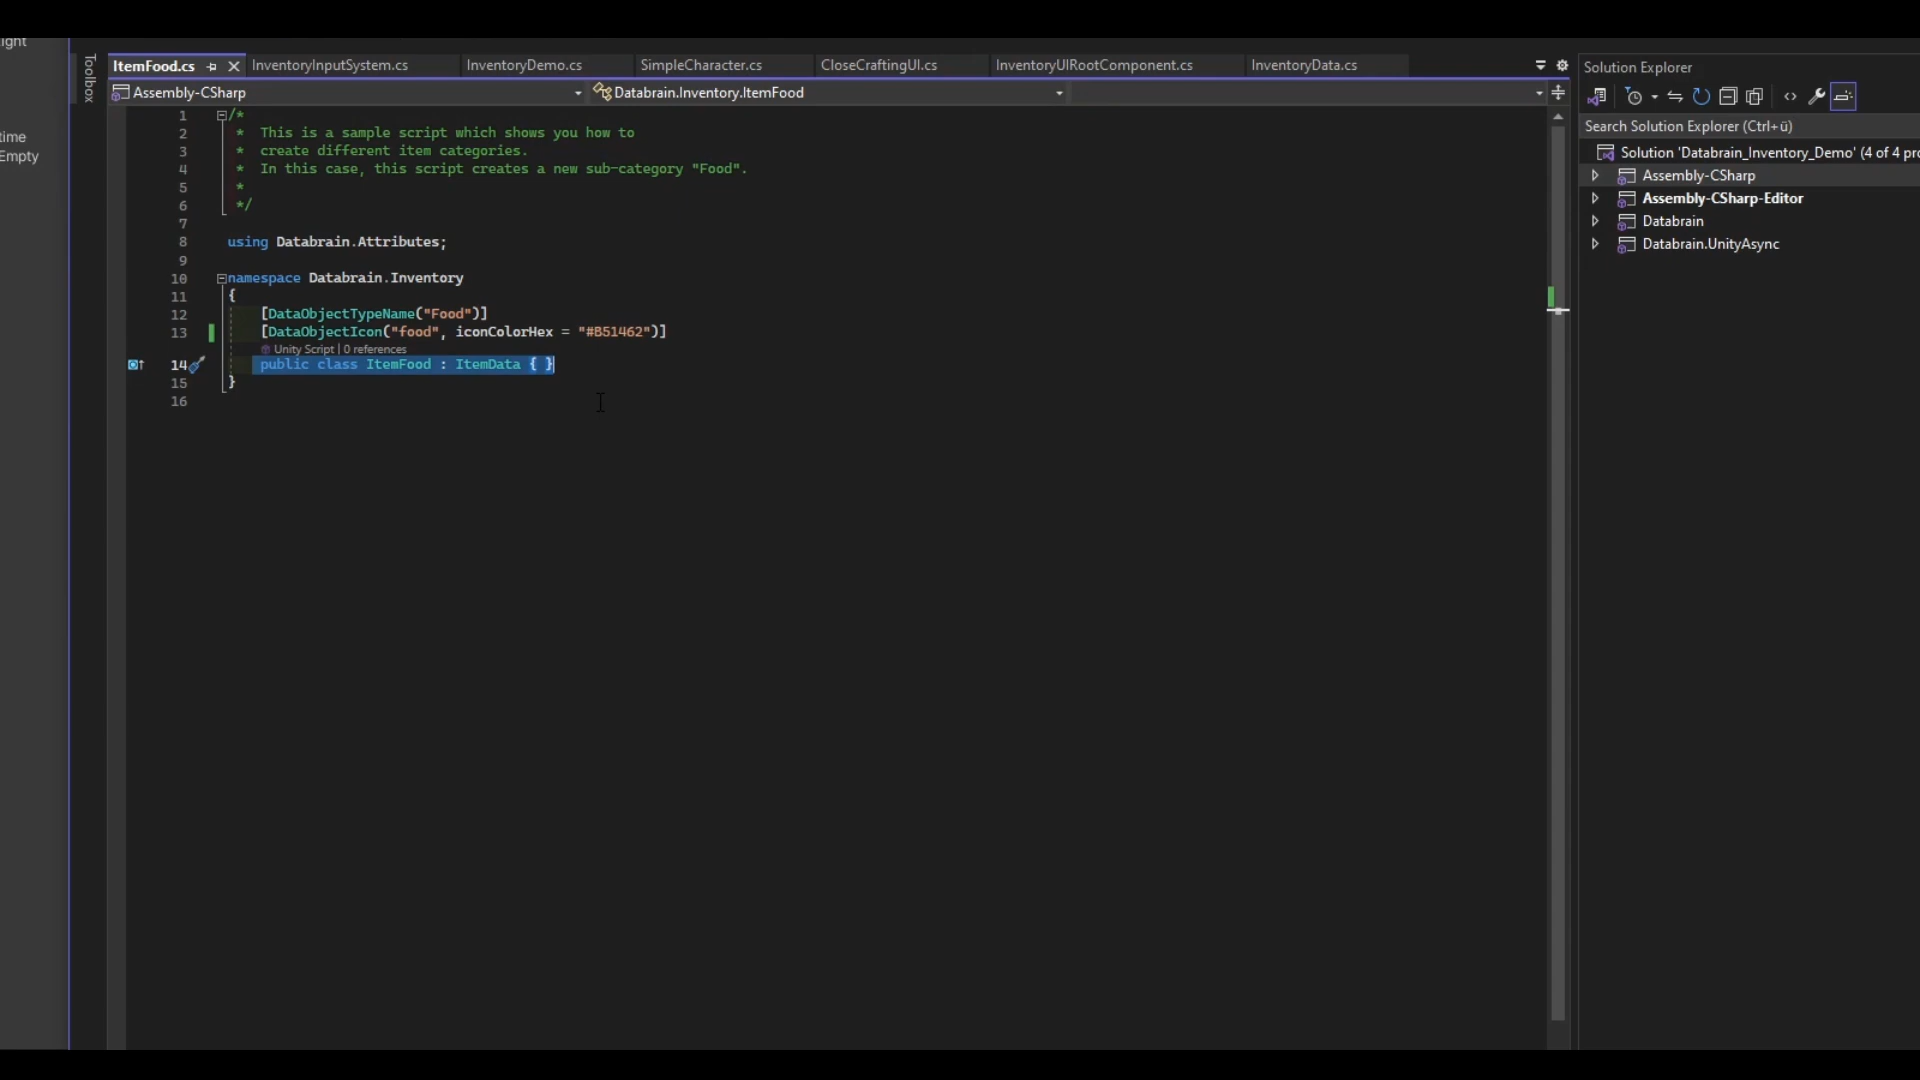 ight
time
Empty
Toolbox
ItemFood.cs
InventoryInputSystem.cs
InventoryDemo.cs
SimpleCharacter.cs
CloseCraftingUI.cs
InventoryUIRootComponent.cs
InventoryData.cs
Assembly-CSharp
Databrain.Inventory.ItemFood
1 /*
2 * This is a sample script which shows you how to
3 * create different item categories.
4 * In this case, this script creates a new sub-category "Food".
5 *
6 */
7
8 using Databrain.Attributes;
9
10 namespace Databrain.Inventory
11 {
12 [DataObjectTypeName("Food")]
13 [DataObjectIcon("food", iconColorHex = "#B51462")]
Unity Script | 0 references
14 public class ItemFood : ItemData { }
15 }
16
Solution Explorer
Search Solution Explorer (Ctrl+ü)
Solution 'Databrain_Inventory_Demo' (4 of 4 pro
Assembly-CSharp
Assembly-CSharp-Editor
Databrain
Databrain.UnityAsync